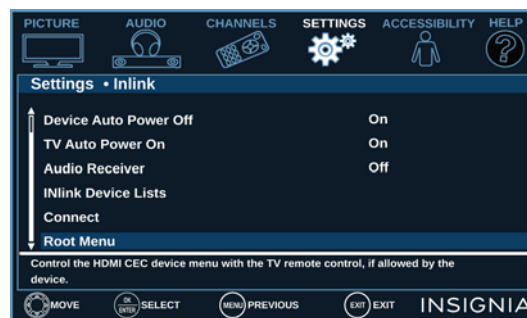 PICTURE AUDIO CHANNELS SETTINGS ACCESSIBILITY HELP
Settings • Inlink
Device Auto Power Off On
TV Auto Power On On
Audio Receiver Off
INlink Device Lists
Connect
Root Menu
Control the HDMI CEC device menu with the TV remote control, if allowed by the
device.
MOVE OK ENTER SELECT MENU PREVIOUS EXIT EXIT INSIGNIA